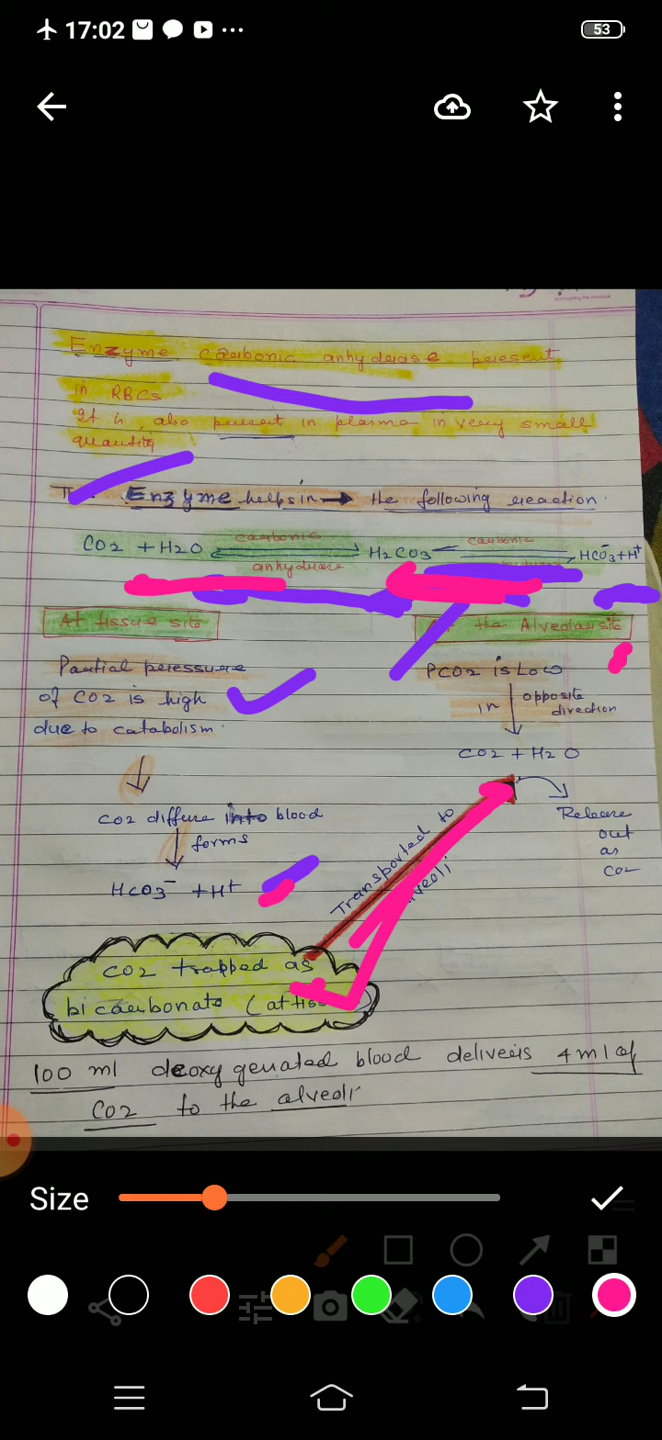 17:02
53
Enzyme carbonic anhyderase present
in RBCs
It is also present in plasma in very small
quantity
Enzyme helps in → the following reaction.
CO2 + H2O ⇌ H2CO3 ⇌ HCO3⁻ + H⁺
carbonic carbonic
anhydrase
At tissue site
the Alveolar site
Partial pressure
of CO2 is high
due to catabolism.
PCO2 is Low
in opposite
direction
CO2 + H2O
CO2 diffuse into blood
forms
HCO3⁻ + H⁺
Transported to
Release
out
as
CO2
CO2 trapped as
bicarbonate (at
100 ml deoxygenated blood delivers 4 ml of
CO2 to the alveoli
Size